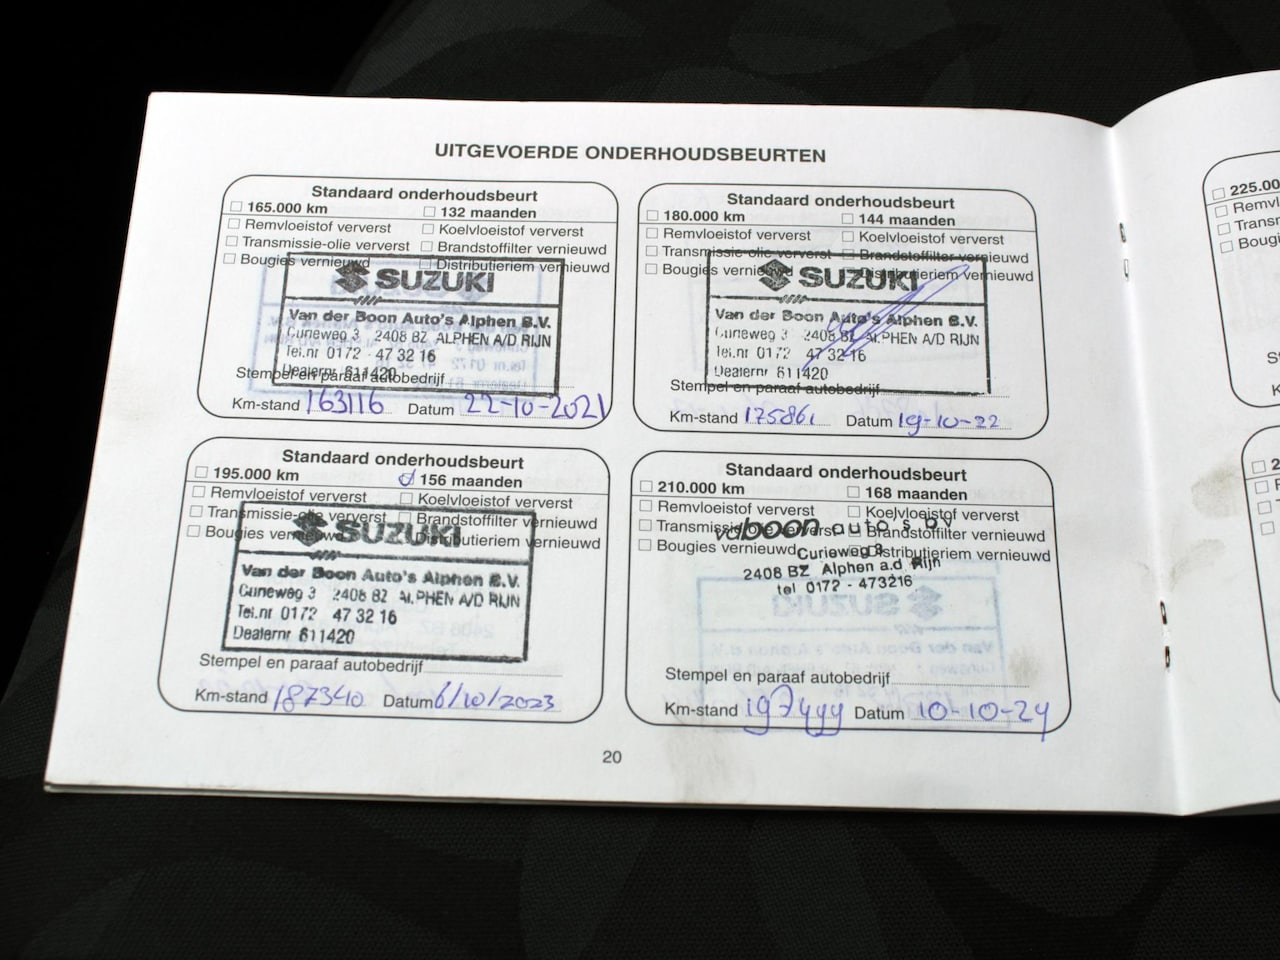 UITGEVOERDE ONDERHOUDSBEURTEN
Standaard onderhoudsbeurt
165.000 km 132 maanden
Remvloeistof ververst Koelvloeistof ververst
Transmissie-olie ververst Brandstoffilter vernieuwd
Bougies vernieuwd Distributieriem vernieuwd
SUZUKI
Van der Boon Auto's Alphen B.V.
Curieweg 3 2408 BZ ALPHEN A/D RIJN
Tel.nr 0172 - 47 32 16
Dealernr 611420
Stempel en paraaf autobedrijf
Km-stand 163116 Datum 22-10-2021
Standaard onderhoudsbeurt
180.000 km 144 maanden
Remvloeistof ververst Koelvloeistof ververst
Transmissie-olie ververst Brandstoffilter vernieuwd
Bougies vernieuwd Distributieriem vernieuwd
SUZUKI
Van der Boon Auto's Alphen B.V.
Curieweg 3 2408 BZ ALPHEN A/D RIJN
Tel.nr 0172 - 47 32 16
Dealernr 611420
Stempel en paraaf autobedrijf
Km-stand 175861 Datum 19-10-22
Standaard onderhoudsbeurt
195.000 km 156 maanden
Remvloeistof ververst Koelvloeistof ververst
Transmissie-olie ververst Brandstoffilter vernieuwd
Bougies vernieuwd Distributieriem vernieuwd
SUZUKI
Van der Boon Auto's Alphen B.V.
Curieweg 3 2408 BZ ALPHEN A/D RIJN
Tel.nr 0172 47 32 16
Dealernr 611420
Stempel en paraaf autobedrijf
Km-stand 187340 Datum 6/10/2023
Standaard onderhoudsbeurt
210.000 km 168 maanden
Remvloeistof ververst Koelvloeistof ververst
Transmissie-olie ververst Brandstoffilter vernieuwd
Bougies vernieuwd Distributieriem vernieuwd
vdboon auto's bv
Curieweg 3
2408 BZ Alphen a.d Rijn
tel 0172 - 473216
Stempel en paraaf autobedrijf
Km-stand 197444 Datum 10-10-24
20
225.00
Remvl
Trans
Bougi